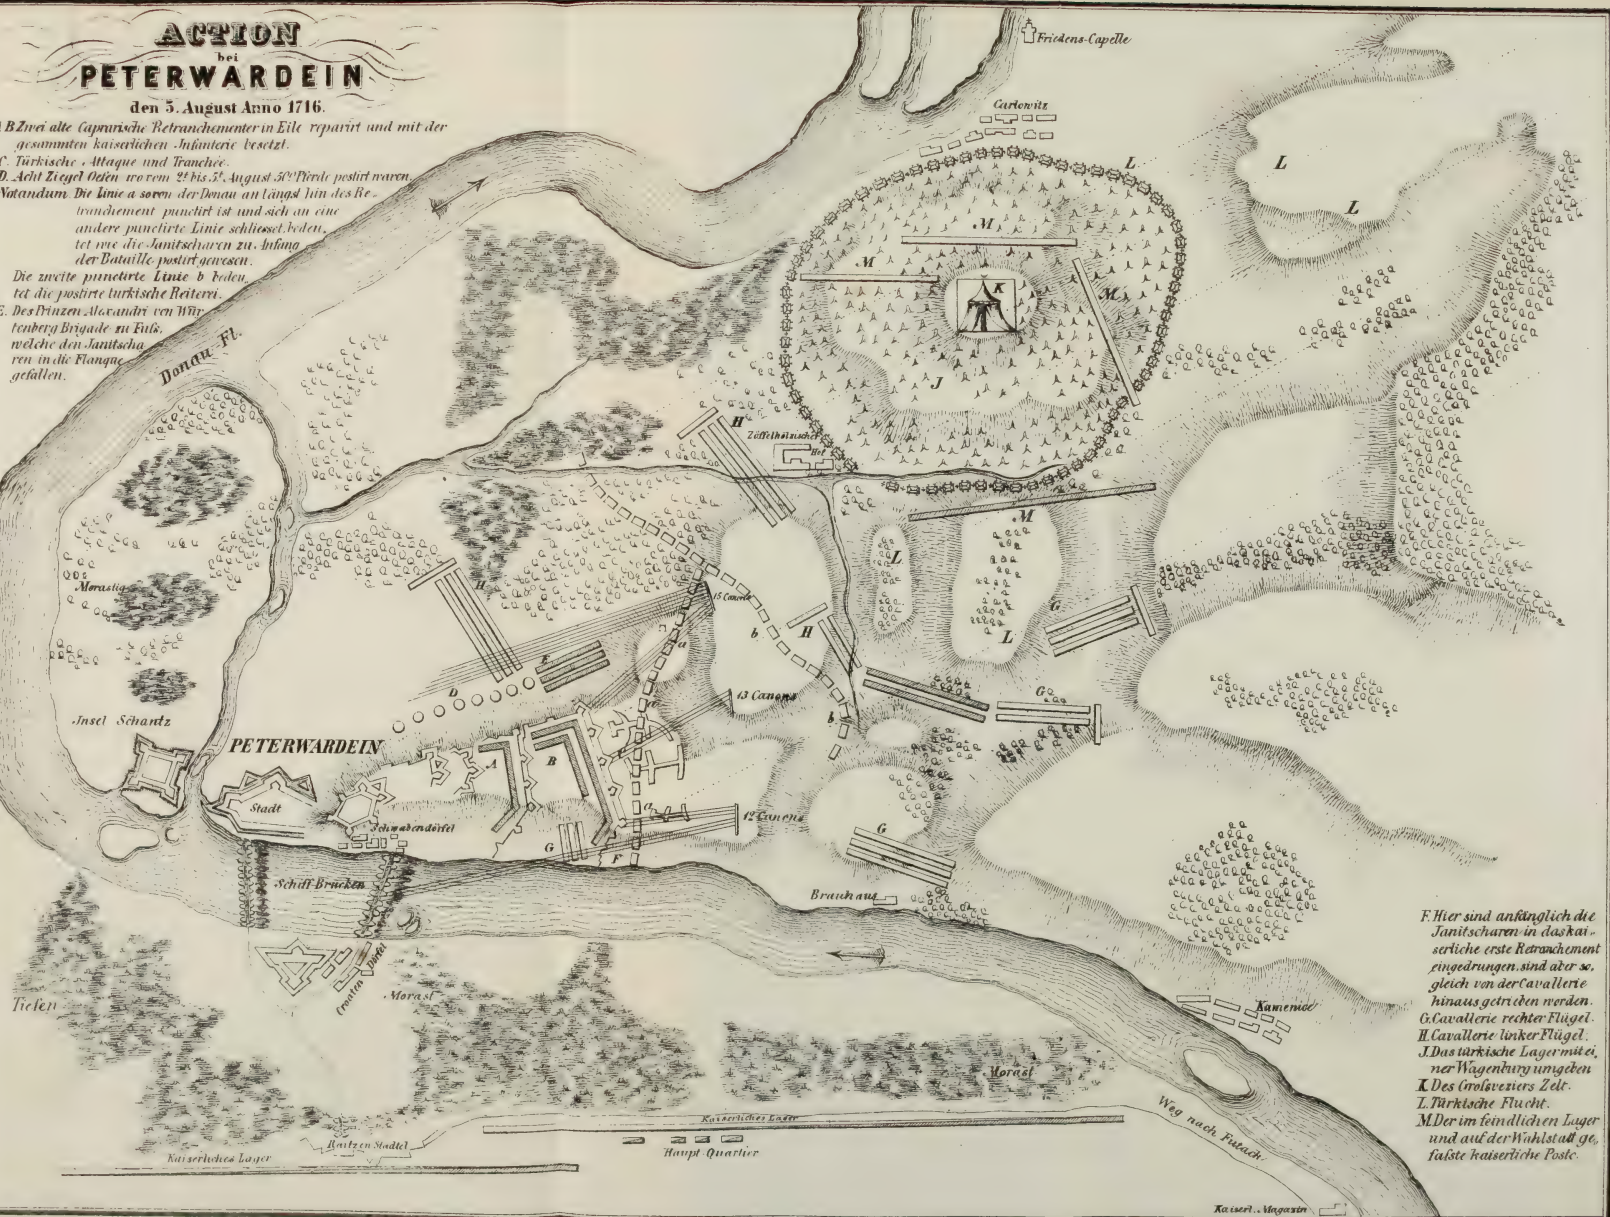 ACTION
bei
PETERWARDEIN
den 5. August Anno 1716.
B Zwei alte Caprarische Retranchementer in Eile reparirt und mit der
gesammten kaiserlichen Infanterie besetzt.
C. Türkische Attaque und Tranchée.
D. Acht Ziegel Oefen wo vom 2t bis 5t August postirt waren.
Notandum Die Linie a so von der Donau an längst hin des Re-
tranchement punctirt ist und sich an eine
andere punctirte Linie schliesset, bedeu-
tet wie die Janitscharen zu Anfang
der Bataille postirt gewesen.
Die zweite punctirte Linie b bedeu-
tet die postirte türkische Reiterei.
E. Des Prinzen Alexandri von Wür
tenberg Brigade zu Fuſs,
welche den Janitscha
ren in die Flanque
gefallen.
Friedens-Capelle
Carlowitz
L
L
L
M
M
K
M
J
Donau Fl.
H
Zöffelholzischer
Hof
M
L
L
H
Morastig
15 Canons
a
b
H
G
E
D
a
13 Canons
G
b
Insel Schantz
PETERWARDEIN
A
B
Stadt
a
12 Canons
Schwabendörfel
G
F
G
Schiff-Brücken
Brauhaus
Croaten Dörfel
Tiefen
Morast
Kamenice
Morast
Kaiserliches Lager
Raitzen Stadtel
Haupt-Quartier
Kaiserliches Lager
Weg nach Futach.
Kaiserl. Magazin
F. Hier sind anfänglich die
Janitscharen in das kai-
serliche erste Retranchement
eingedrungen, sind aber so-
gleich von der Cavallerie
hinaus getrieben worden.
G. Cavallerie rechter Flügel.
H. Cavallerie linker Flügel.
J. Das türkische Lager mit ei,
ner Wagenburg umgeben
K Des Groſsveziers Zelt.
L. Türkische Flucht.
M. Der im feindlichen Lager
und auf der Wahlstatt ge,
faſste kaiserliche Posto.